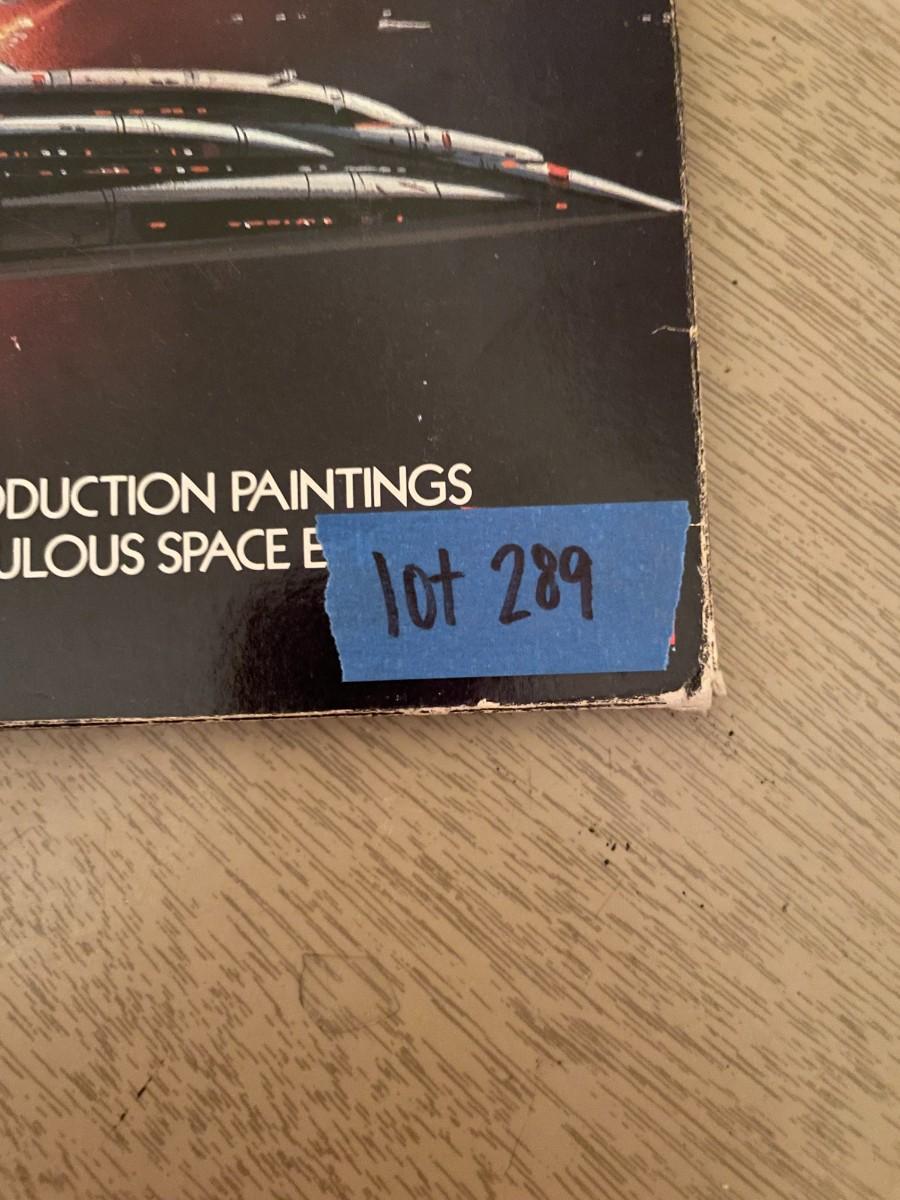 ODUCTION PAINTINGS
ULOUS SPACE E
lot 289